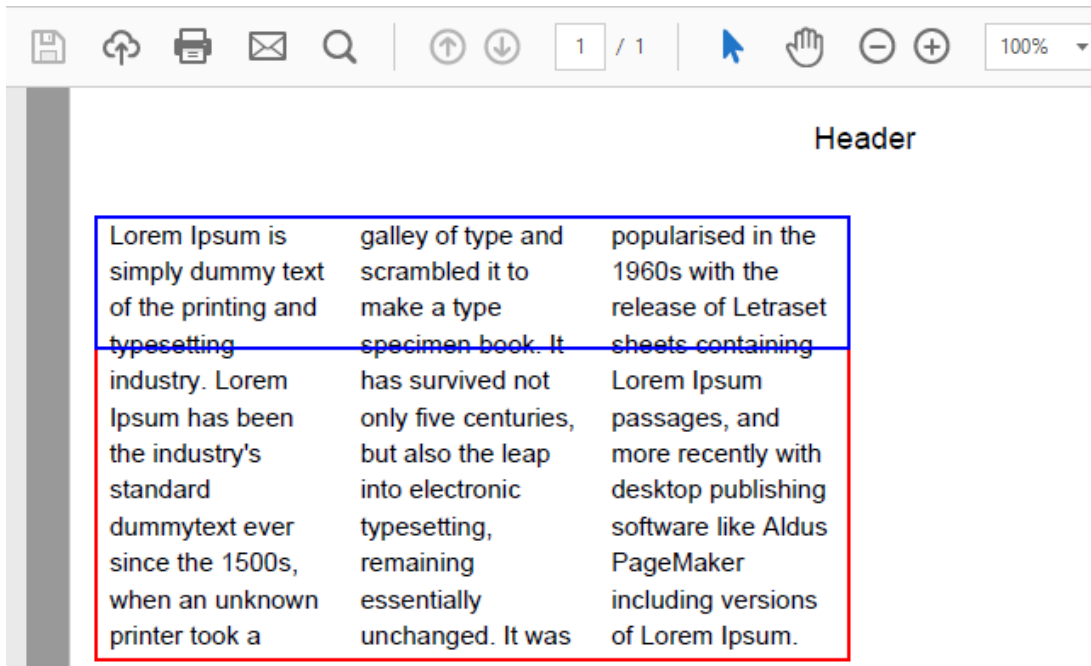 1 / 1
100%
Header
Lorem Ipsum is
simply dummy text
of the printing and
typesetting
industry. Lorem
Ipsum has been
the industry's
standard
dummytext ever
since the 1500s,
when an unknown
printer took a
galley of type and
scrambled it to
make a type
specimen book. It
has survived not
only five centuries,
but also the leap
into electronic
typesetting,
remaining
essentially
unchanged. It was
popularised in the
1960s with the
release of Letraset
sheets containing
Lorem Ipsum
passages, and
more recently with
desktop publishing
software like Aldus
PageMaker
including versions
of Lorem Ipsum.